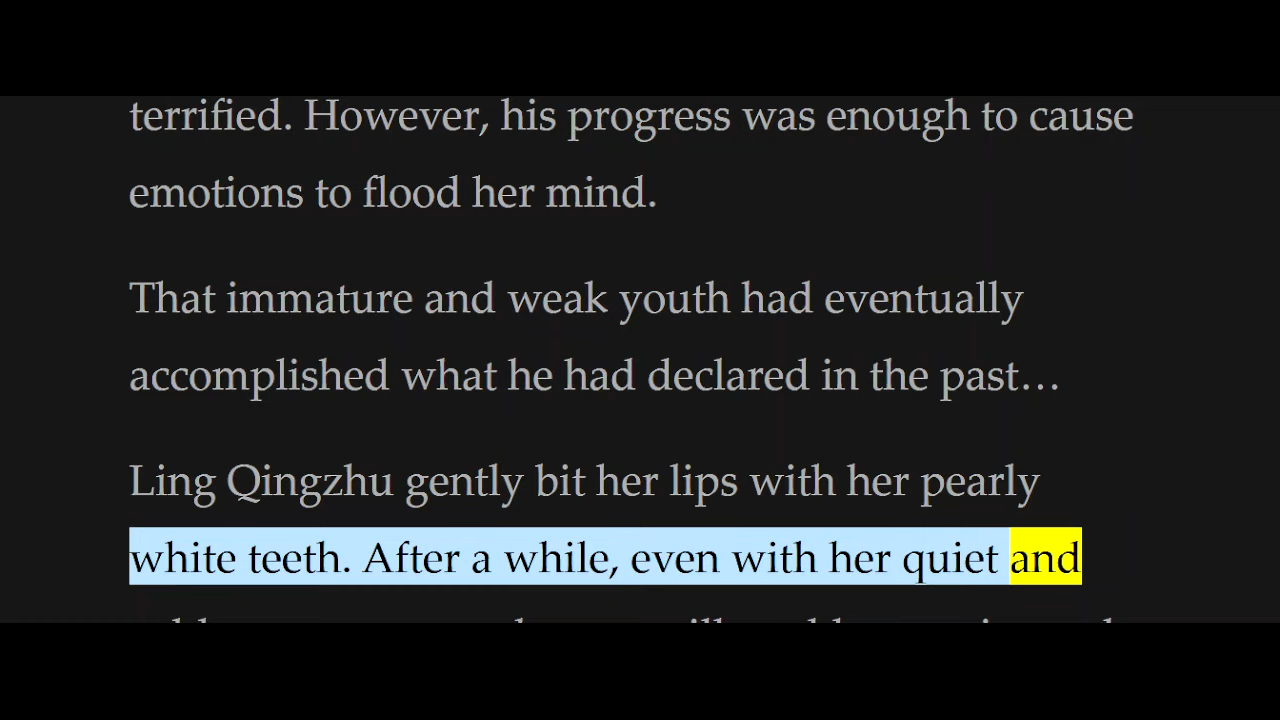 terrified. However, his progress was enough to cause
emotions to flood her mind.
That immature and weak youth had eventually
accomplished what he had declared in the past…
Ling Qingzhu gently bit her lips with her pearly
white teeth. After a while, even with her quiet and